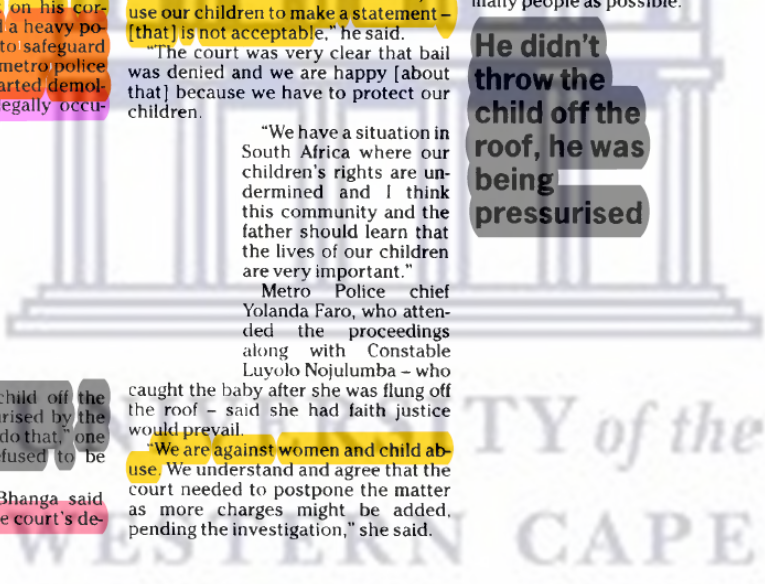 on his cor-
a heavy po-
to safeguard
metro police
arted demol-
egally occu-
child off the
urised by the
do that," one
efused to be
Bhanga said
e court's de-
use our children to make a statement –
[that] is not acceptable," he said.
"The court was very clear that bail
was denied and we are happy [about
that] because we have to protect our
children.
"We have a situation in
South Africa where our
children's rights are un-
dermined and I think
this community and the
father should learn that
the lives of our children
are very important."
Metro Police chief
Yolanda Faro, who atten-
ded the proceedings
along with Constable
Luyolo Nojulumba – who
caught the baby after she was flung off
the roof – said she had faith justice
would prevail.
"We are against women and child ab-
use. We understand and agree that the
court needed to postpone the matter
as more charges might be added,
pending the investigation," she said.
many people as possible.
He didn't
throw the
child off the
roof, he was
being
pressurised
UNIVERSITY of the
WESTERN CAPE